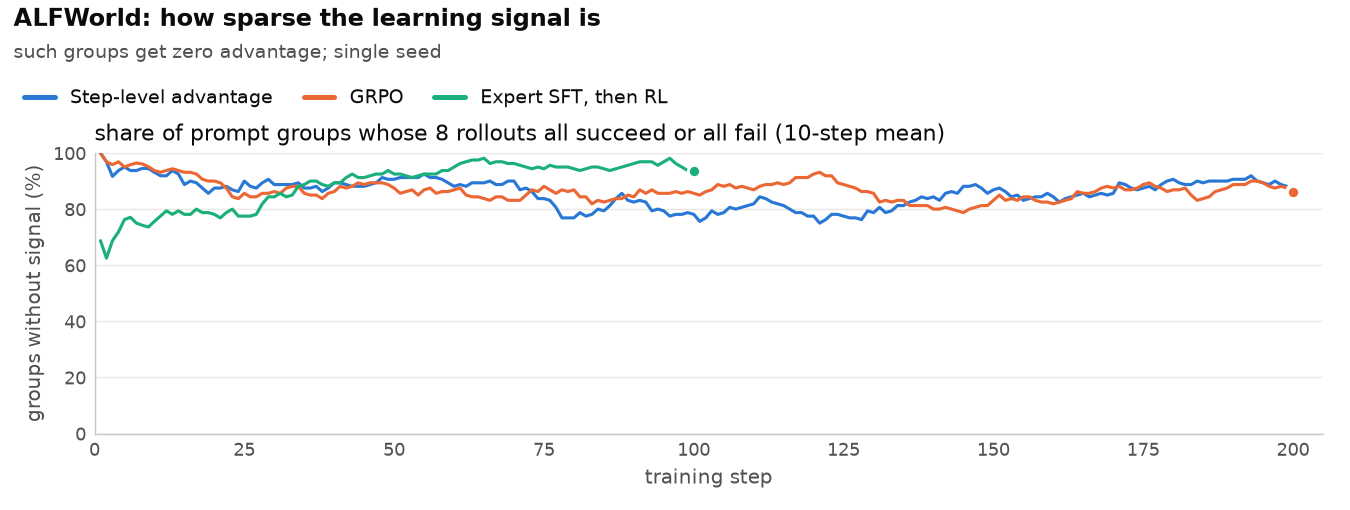 ALFWorld: how sparse the learning signal is
such groups get zero advantage; single seed
Step-level advantage GRPO Expert SFT, then RL
share of prompt groups whose 8 rollouts all succeed or all fail (10-step mean)
groups without signal (%)
100
80
60
40
20
0
0 25 50 75 100 125 150 175 200
training step